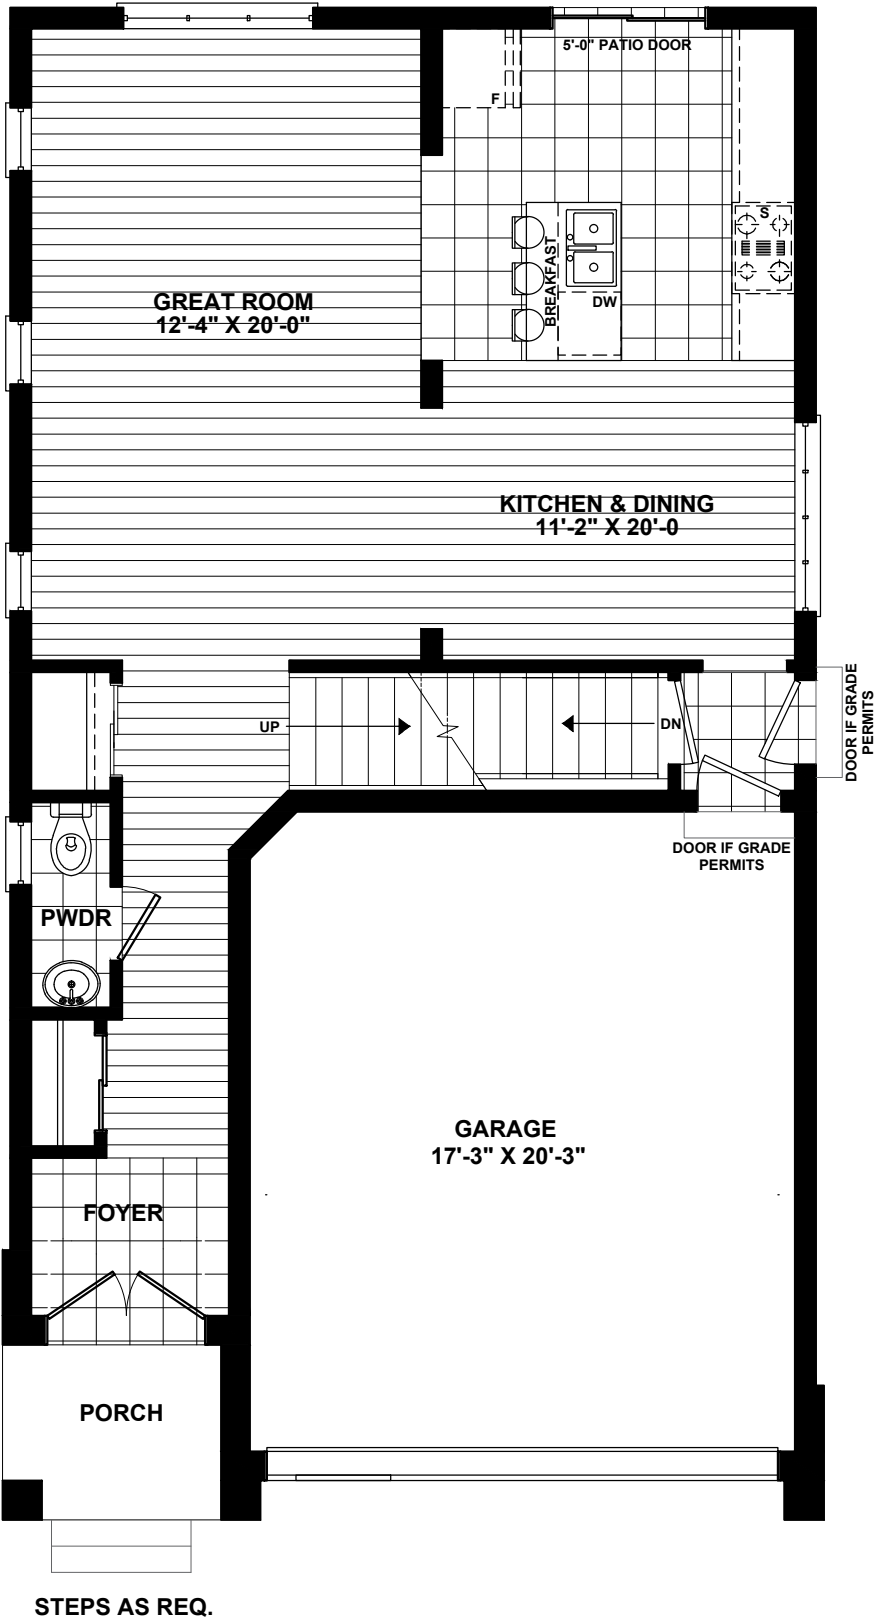 5'-0" PATIO DOOR
F
S
BREAKFAST
DW
GREAT ROOM
12'-4" X 20'-0"
KITCHEN & DINING
11'-2" X 20'-0
UP
DN
DOOR IF GRADE
PERMITS
DOOR IF GRADE
PERMITS
PWDR
GARAGE
17'-3" X 20'-3"
FOYER
PORCH
STEPS AS REQ.